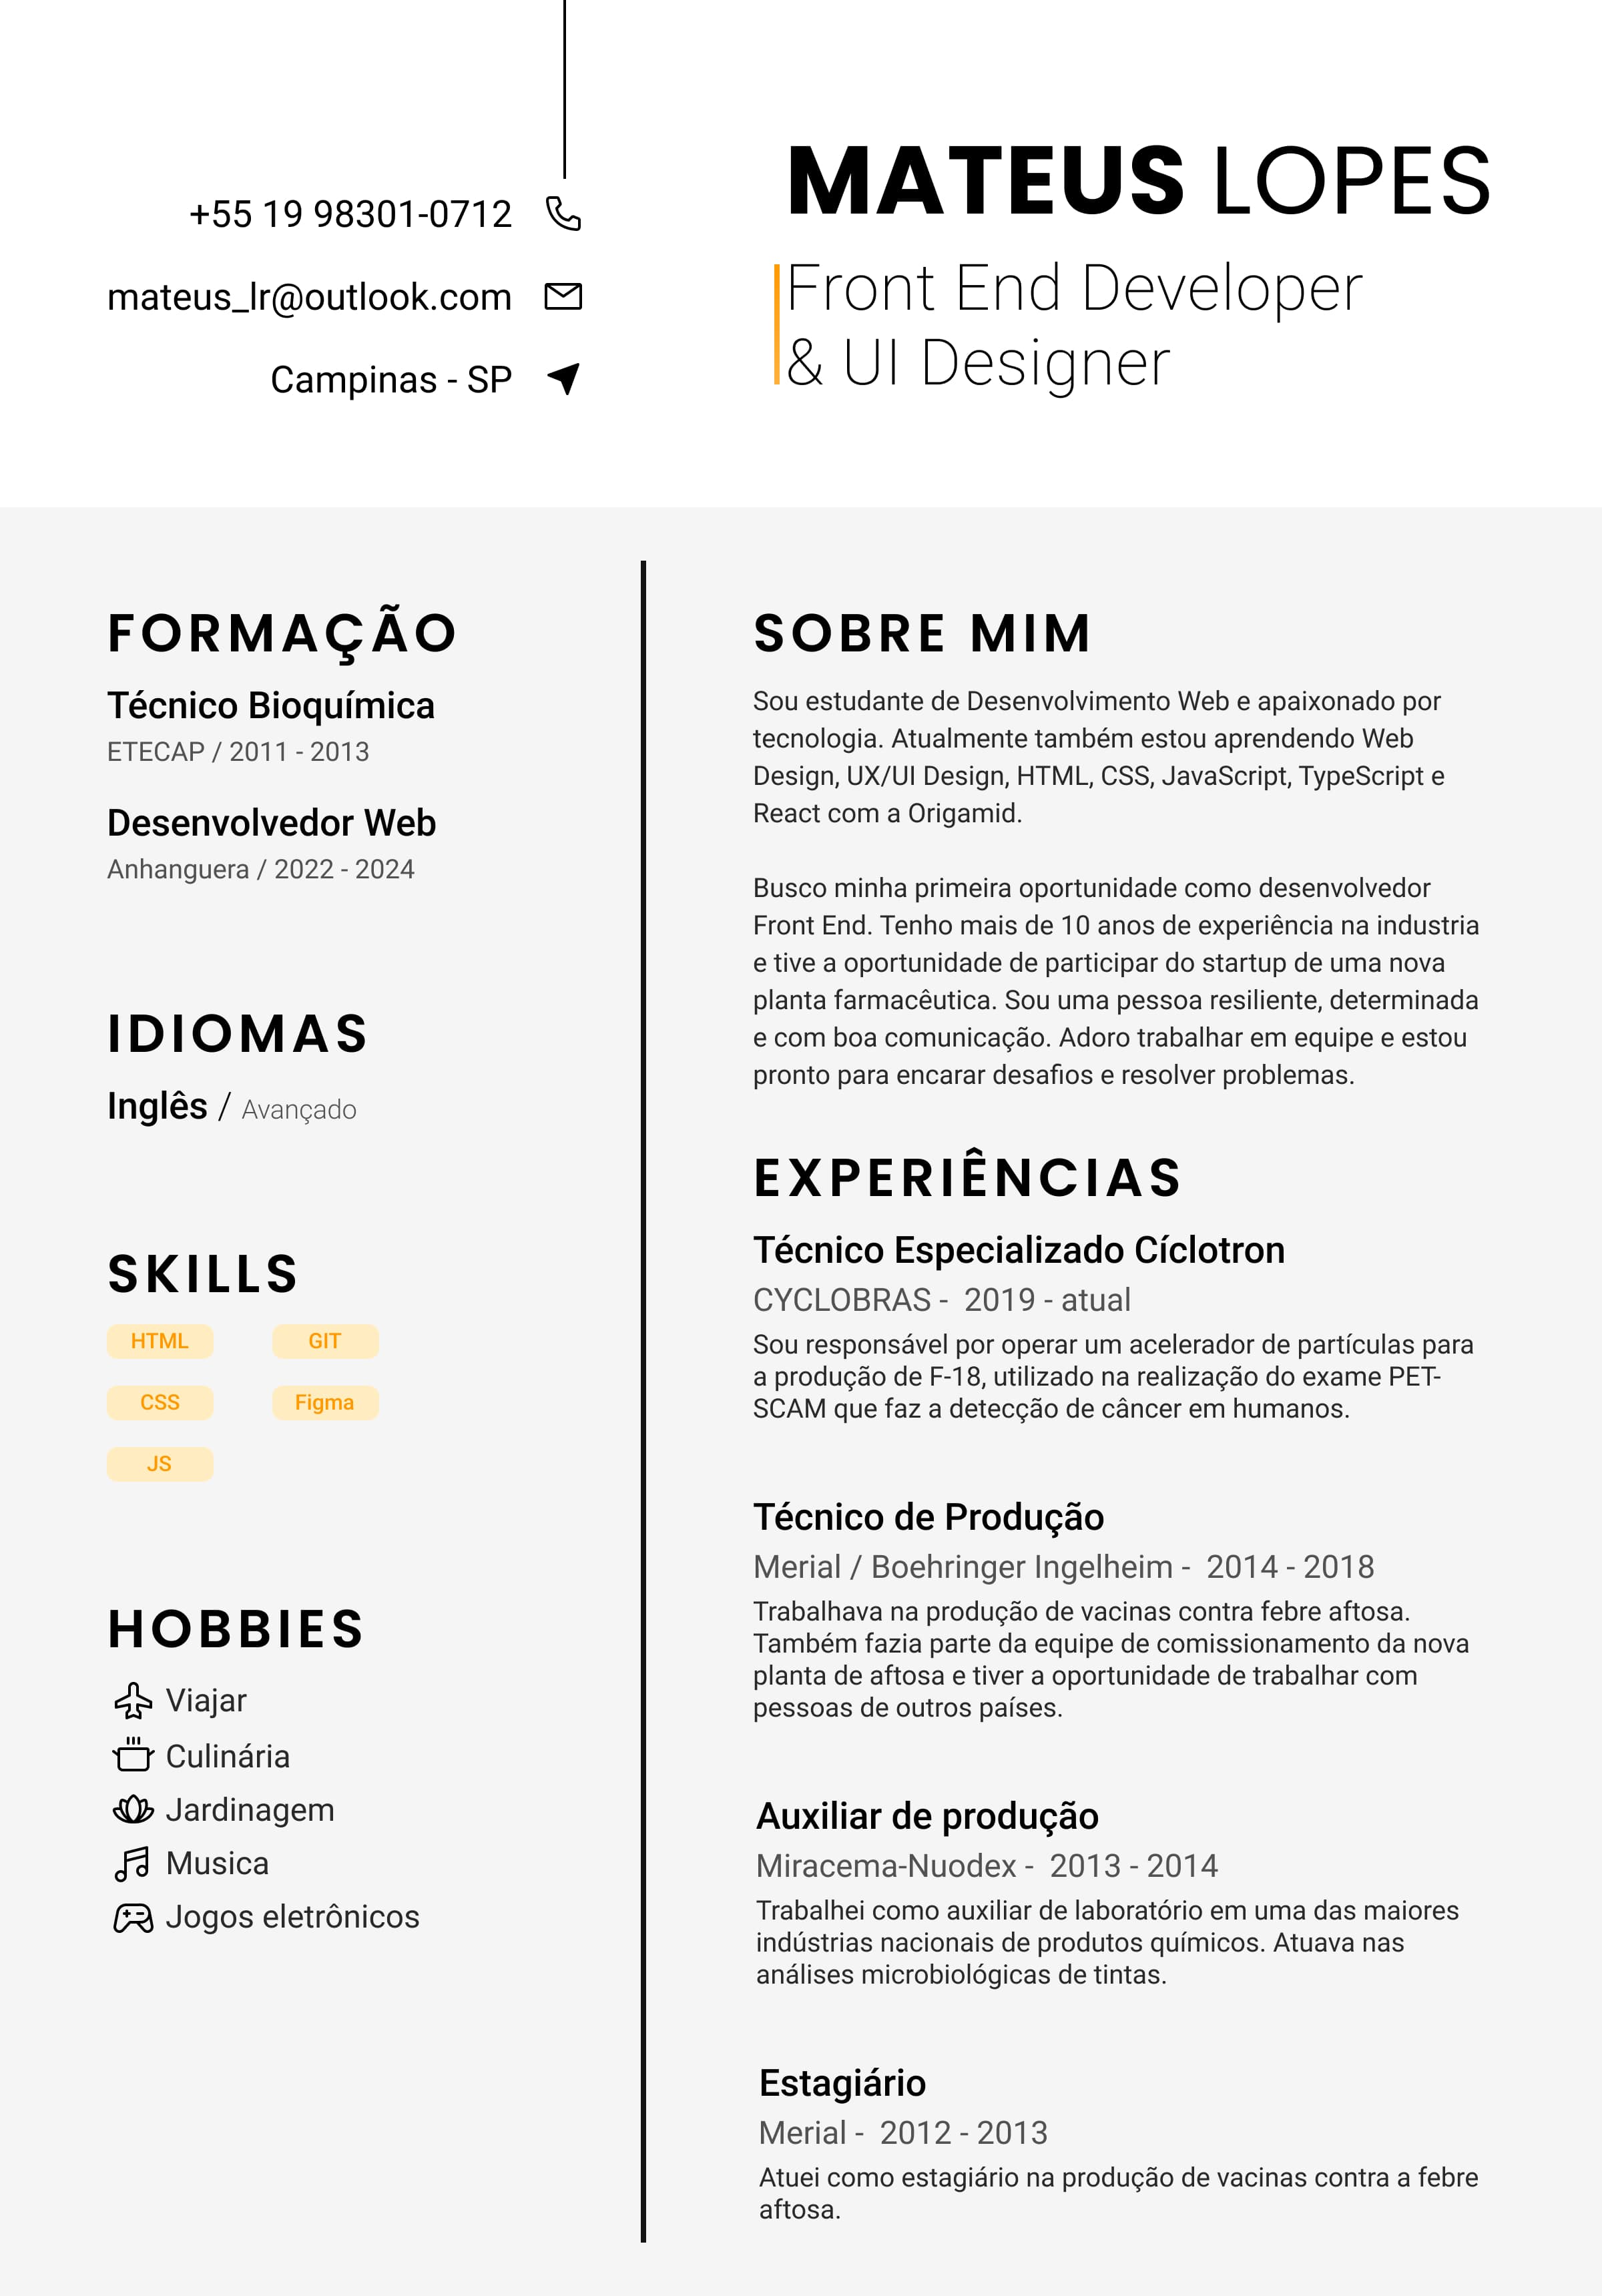 +55 19 98301-0712
mateus_lr@outlook.com
Campinas - SP
MATEUS LOPES
Front End Developer
& UI Designer
FORMAÇÃO
Técnico Bioquímica
ETECAP / 2011 - 2013
Desenvolvedor Web
Anhanguera / 2022 - 2024
IDIOMAS
Inglês / Avançado
SKILLS
HTML GIT
CSS Figma
JS
HOBBIES
Viajar
Culinária
Jardinagem
Musica
Jogos eletrônicos
SOBRE MIM
Sou estudante de Desenvolvimento Web e apaixonado por
tecnologia. Atualmente também estou aprendendo Web
Design, UX/UI Design, HTML, CSS, JavaScript, TypeScript e
React com a Origamid.
Busco minha primeira oportunidade como desenvolvedor
Front End. Tenho mais de 10 anos de experiência na industria
e tive a oportunidade de participar do startup de uma nova
planta farmacêutica. Sou uma pessoa resiliente, determinada
e com boa comunicação. Adoro trabalhar em equipe e estou
pronto para encarar desafios e resolver problemas.
EXPERIÊNCIAS
Técnico Especializado Cíclotron
CYCLOBRAS - 2019 - atual
Sou responsável por operar um acelerador de partículas para
a produção de F-18, utilizado na realização do exame PET-
SCAM que faz a detecção de câncer em humanos.
Técnico de Produção
Merial / Boehringer Ingelheim - 2014 - 2018
Trabalhava na produção de vacinas contra febre aftosa.
Também fazia parte da equipe de comissionamento da nova
planta de aftosa e tiver a oportunidade de trabalhar com
pessoas de outros países.
Auxiliar de produção
Miracema-Nuodex - 2013 - 2014
Trabalhei como auxiliar de laboratório em uma das maiores
indústrias nacionais de produtos químicos. Atuava nas
análises microbiológicas de tintas.
Estagiário
Merial - 2012 - 2013
Atuei como estagiário na produção de vacinas contra a febre
aftosa.